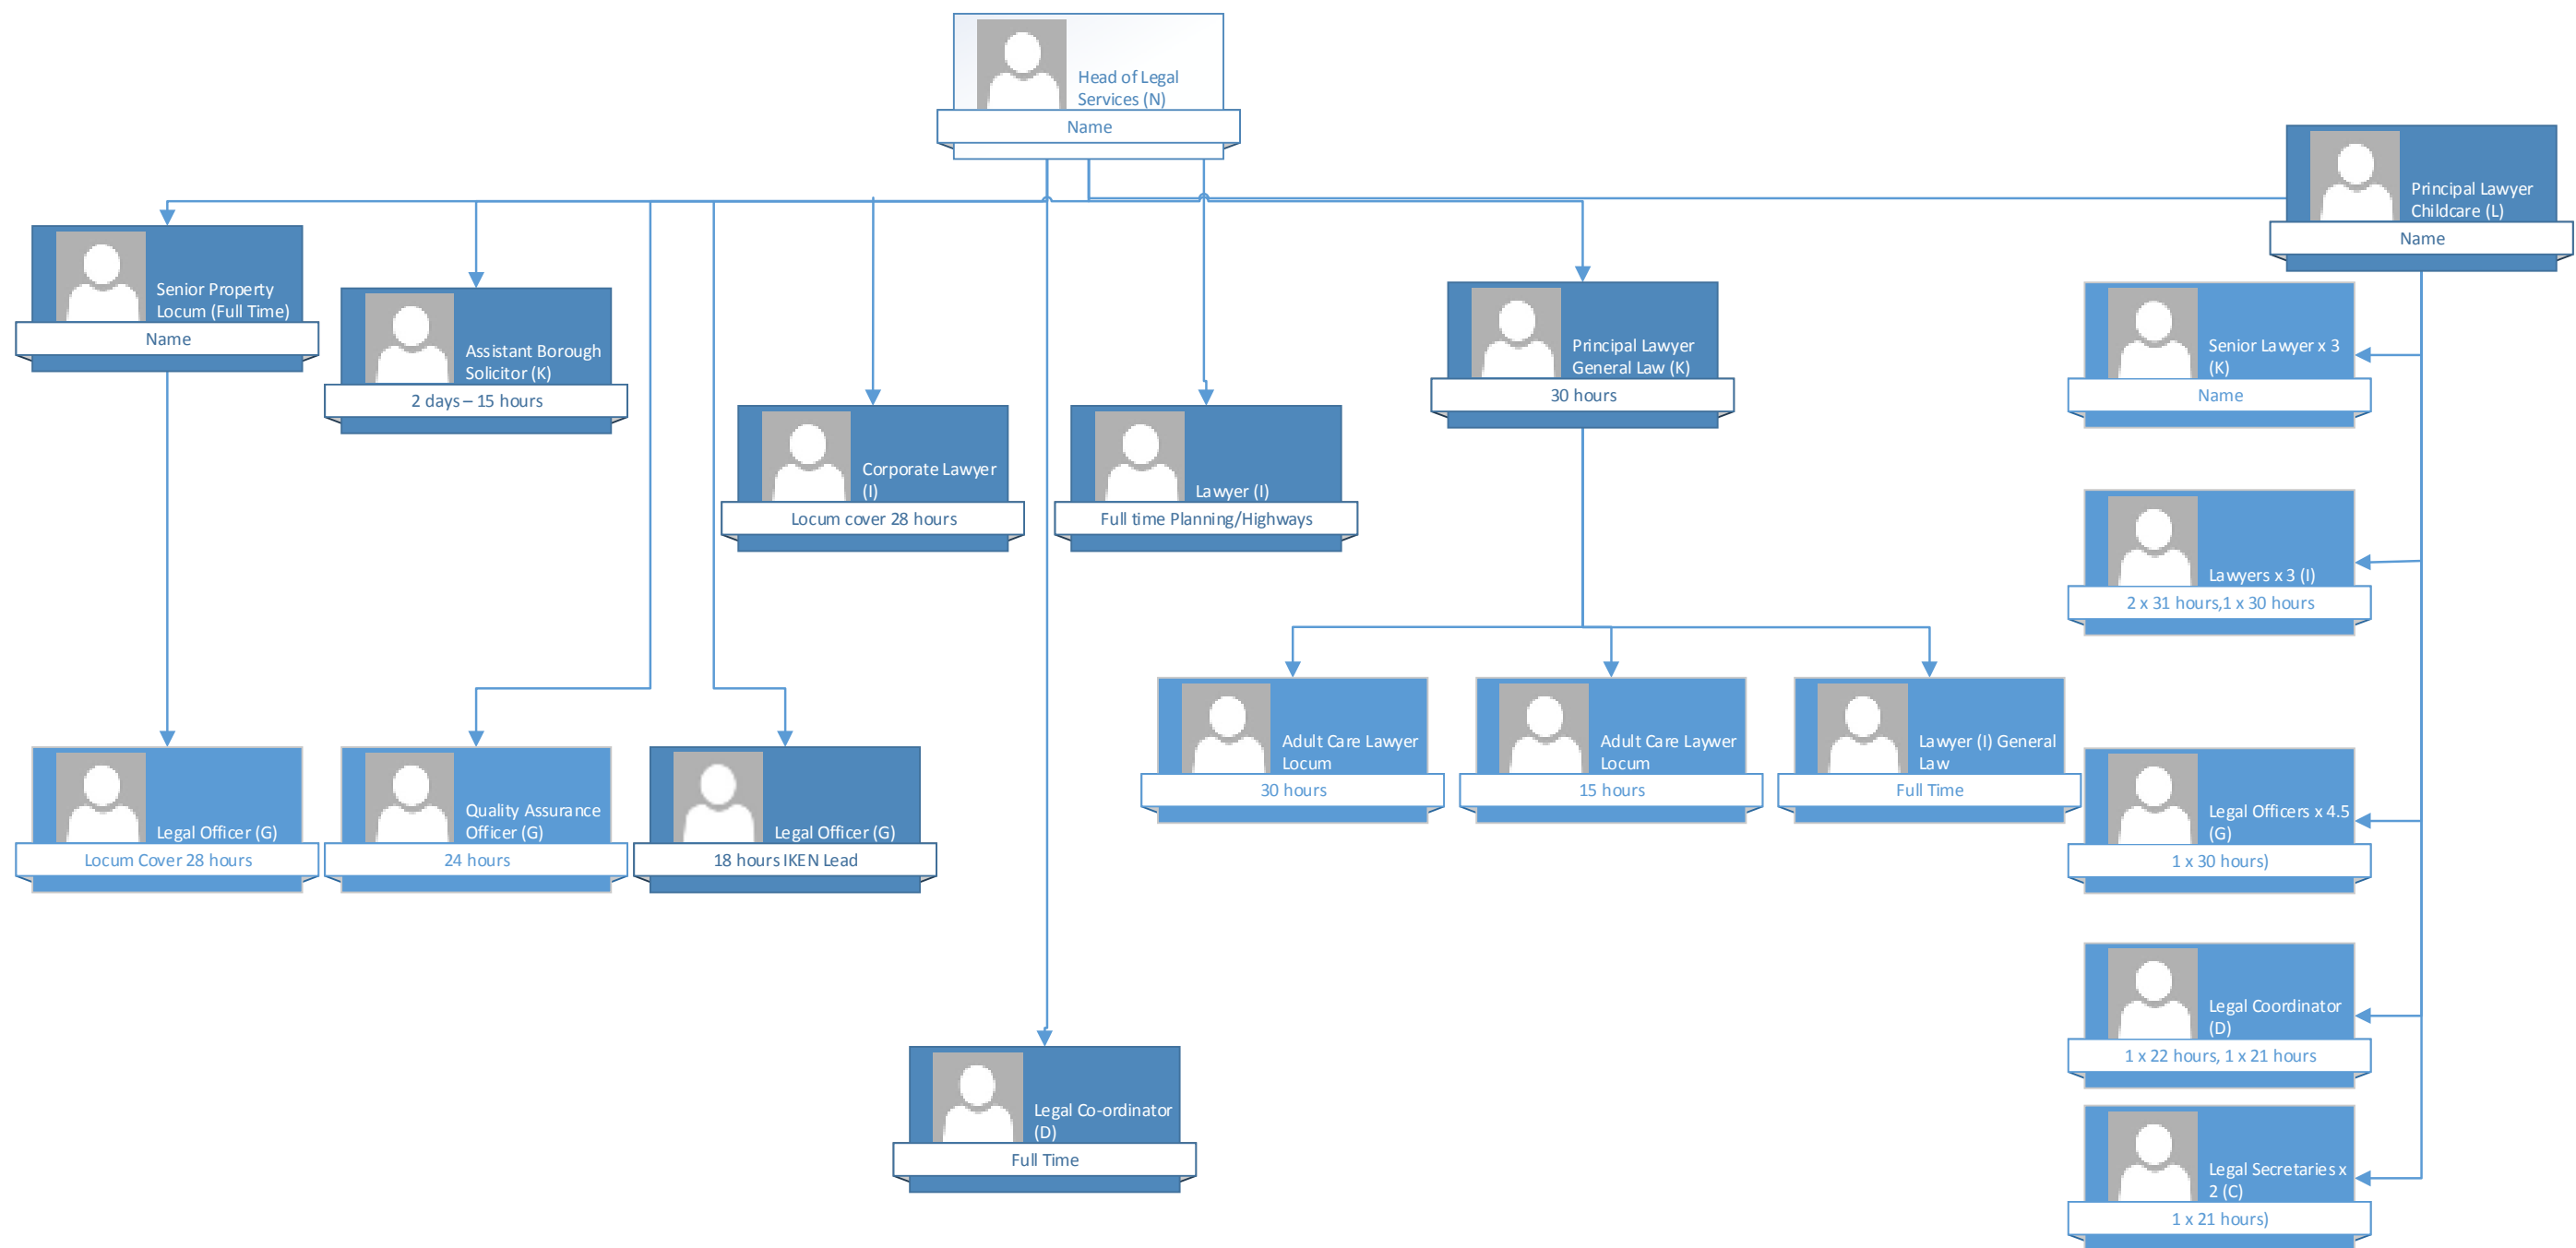 Head of Legal
Services (N)
Name
Principal Lawyer
Childcare (L)
Name
Senior Property
Locum (Full Time)
Name
Assistant Borough
Solicitor (K)
2 days – 15 hours
Corporate Lawyer
(I)
Locum cover 28 hours
Lawyer (I)
Full time Planning/Highways
Principal Lawyer
General Law (K)
30 hours
Senior Lawyer x 3
(K)
Name
Lawyers x 3 (I)
2 x 31 hours,1 x 30 hours
Adult Care Lawyer
Locum
30 hours
Adult Care Laywer
Locum
15 hours
Lawyer (I) General
Law
Full Time
Legal Officer (G)
Locum Cover 28 hours
Quality Assurance
Officer (G)
24 hours
Legal Officer (G)
18 hours IKEN Lead
Legal Officers x 4.5
(G)
1 x 30 hours)
Legal Coordinator
(D)
1 x 22 hours, 1 x 21 hours
Legal Co-ordinator
(D)
Full Time
Legal Secretaries x
2 (C)
1 x 21 hours)